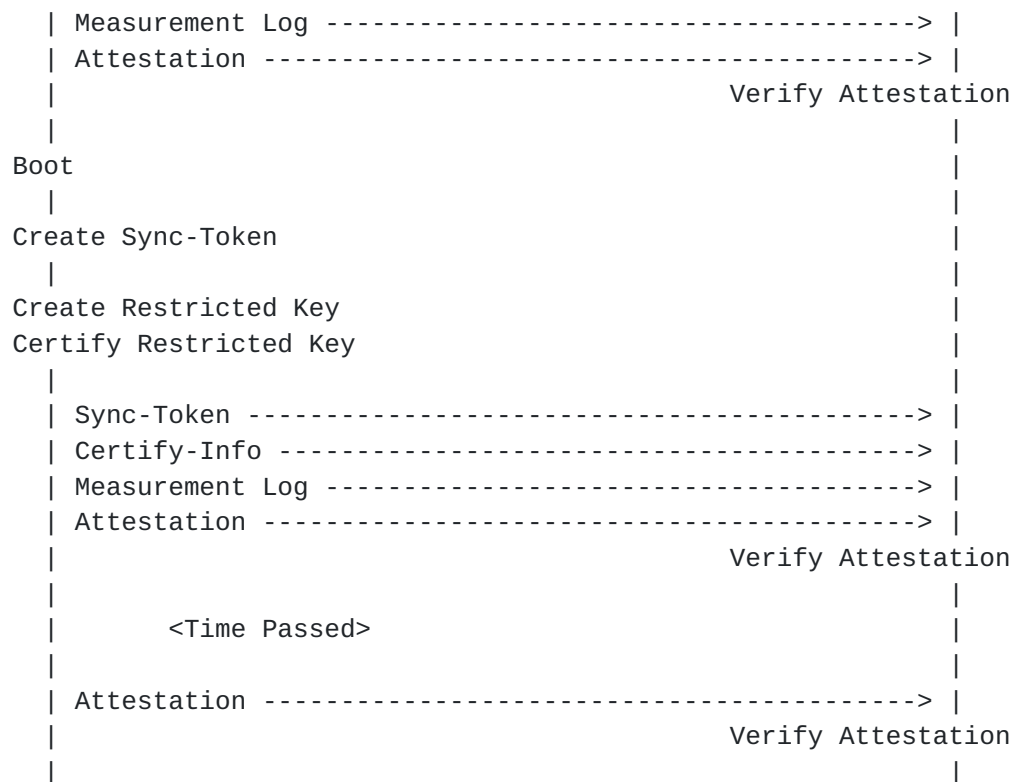 | Measurement Log --------------------------------------> |
| Attestation ------------------------------------------> |
| Verify Attestation
| |
Boot |
| |
Create Sync-Token |
| |
Create Restricted Key |
Certify Restricted Key |
| |
| Sync-Token -------------------------------------------> |
| Certify-Info -----------------------------------------> |
| Measurement Log --------------------------------------> |
| Attestation ------------------------------------------> |
| Verify Attestation
| |
| <Time Passed> |
| |
| Attestation ------------------------------------------> |
| Verify Attestation
| |